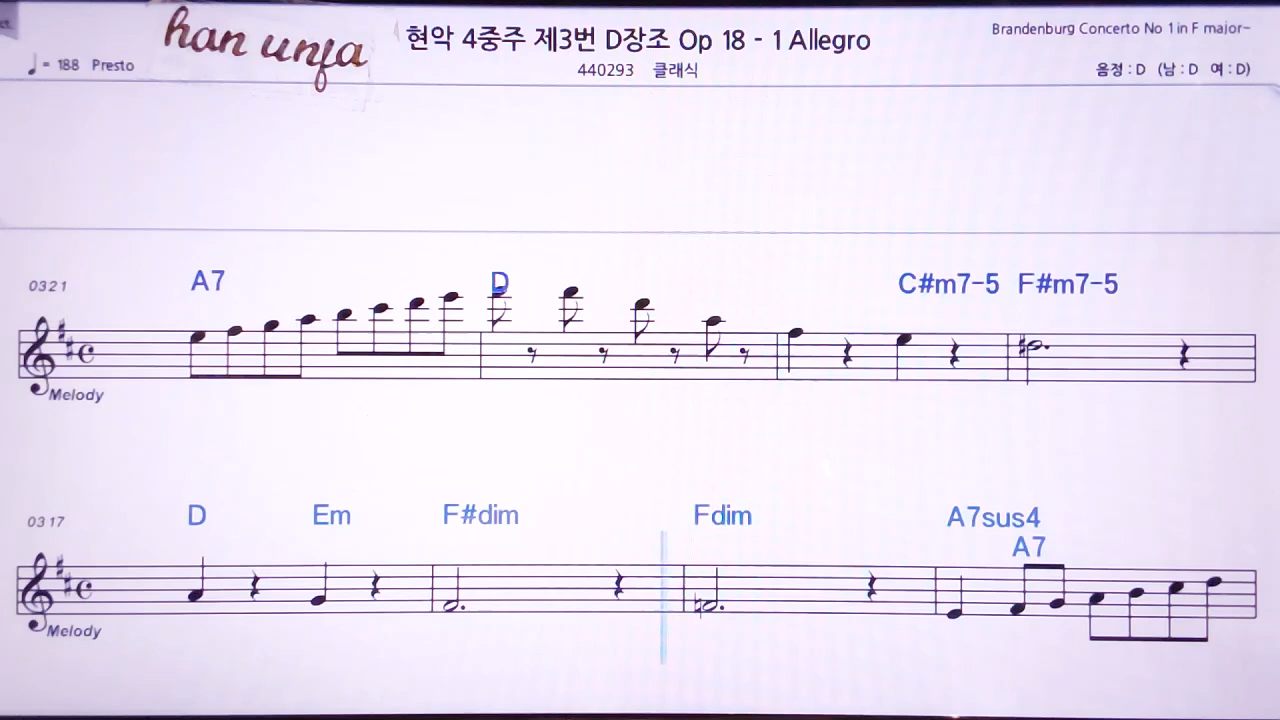 han unja
현악 4중주 제3번 D장조 Op 18 - 1 Allegro
Brandenburg Concerto No 1 in F major~
♩ = 188 Presto
440293 클래식
음정 : D (남 : D 여 : D)
0321
A7 D C#m7-5 F#m7-5
Melody
0317
D Em F#dim Fdim A7sus4
A7
Melody